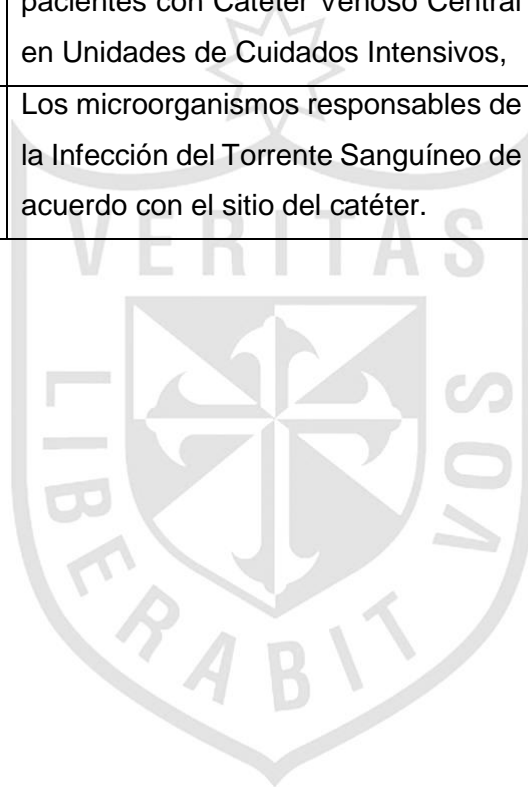 pacientes con Catéter Venoso Central
en Unidades de Cuidados Intensivos,
Los microorganismos responsables de
la Infección del Torrente Sanguíneo de
acuerdo con el sitio del catéter.
VERITAS
LIBERABIT
VOS